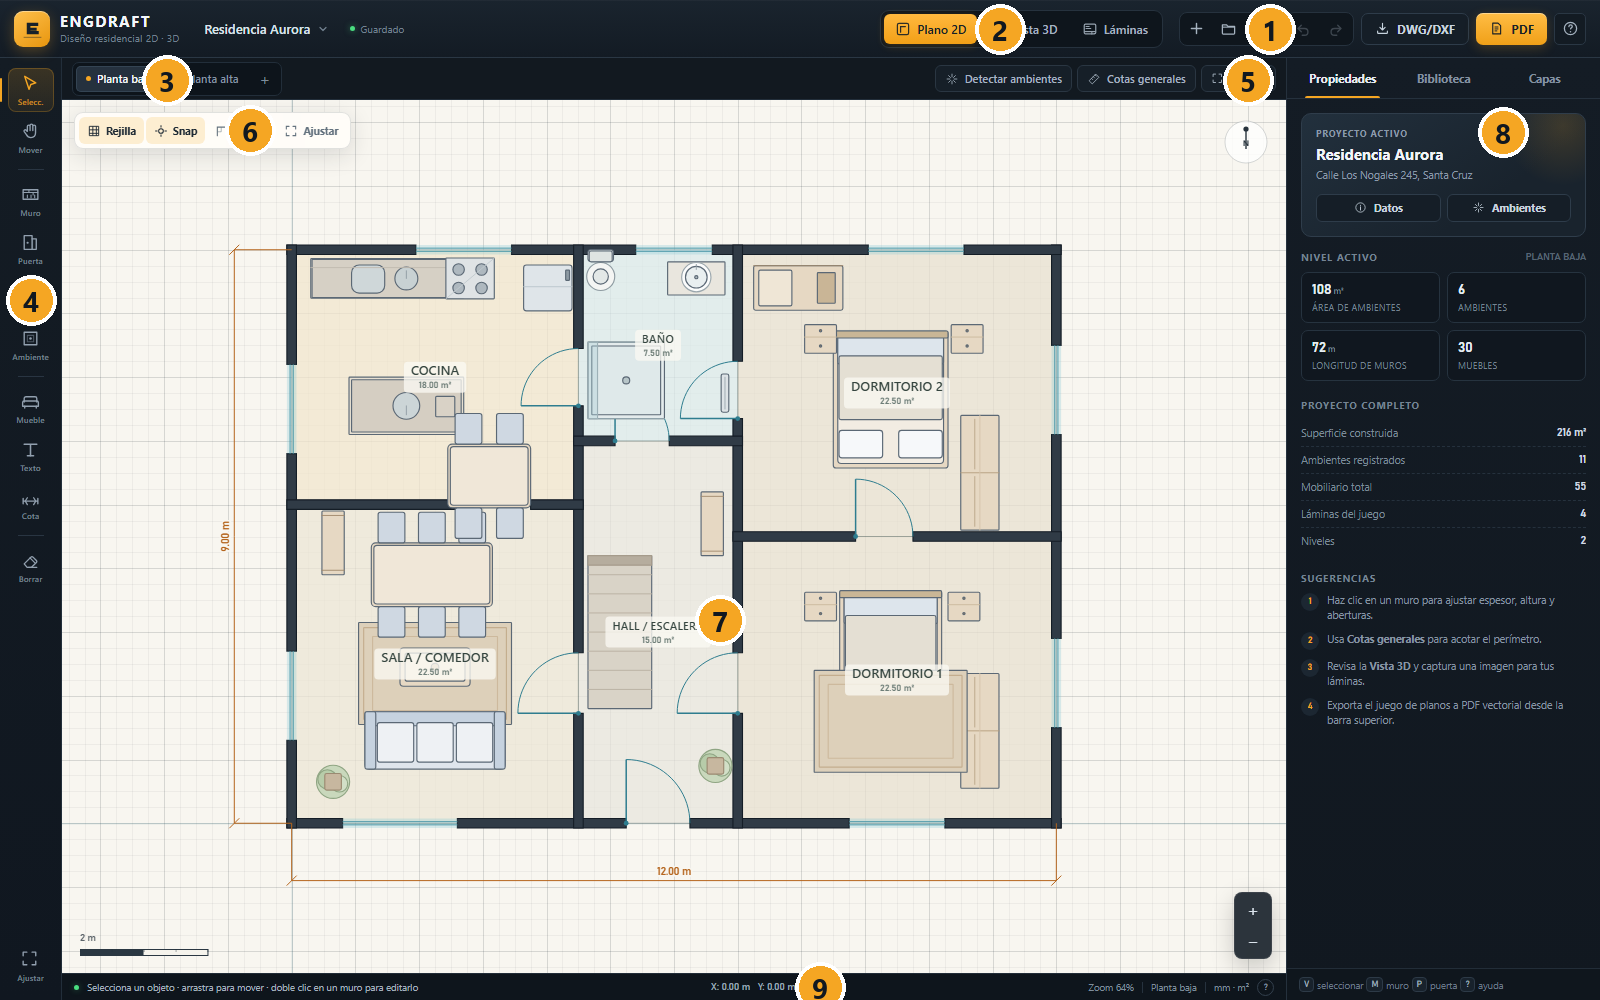 ENGDRAFT
Diseño residencial 2D · 3D
Residencia Aurora
Guardado
Plano 2D
2
sta 3D
Láminas
1
DWG/DXF
PDF
Selecc.
Mover
Muro
Puerta
4
Ambiente
Mueble
Texto
Cota
Borrar
Ajustar
Planta ba
3
lanta alta
+
Detectar ambientes
Cotas generales
5
Rejilla
Snap
6
Ajustar
N
COCINA
18.00 m²
BAÑO
7.50 m²
DORMITORIO 2
22.50 m²
9.00 m
HALL / ESCALER
15.00 m²
7
SALA / COMEDOR
22.50 m²
DORMITORIO 1
22.50 m²
12.00 m
2 m
+
−
Propiedades
Biblioteca
Capas
PROYECTO ACTIVO
8
Residencia Aurora
Calle Los Nogales 245, Santa Cruz
Datos
Ambientes
NIVEL ACTIVO
PLANTA BAJA
108 m²
ÁREA DE AMBIENTES
6
AMBIENTES
72 m
LONGITUD DE MUROS
30
MUEBLES
PROYECTO COMPLETO
Superficie construida 216 m²
Ambientes registrados 11
Mobiliario total 55
Láminas del juego 4
Niveles 2
SUGERENCIAS
1 Haz clic en un muro para ajustar espesor, altura y
aberturas.
2 Usa Cotas generales para acotar el perímetro.
3 Revisa la Vista 3D y captura una imagen para tus
láminas.
4 Exporta el juego de planos a PDF vectorial desde la
barra superior.
Selecciona un objeto · arrastra para mover · doble clic en un muro para editarlo
X: 0.00 m Y: 0.00 m
9
Zoom 64%
Planta baja
mm · m²
?
V seleccionar M muro P puerta ? ayuda